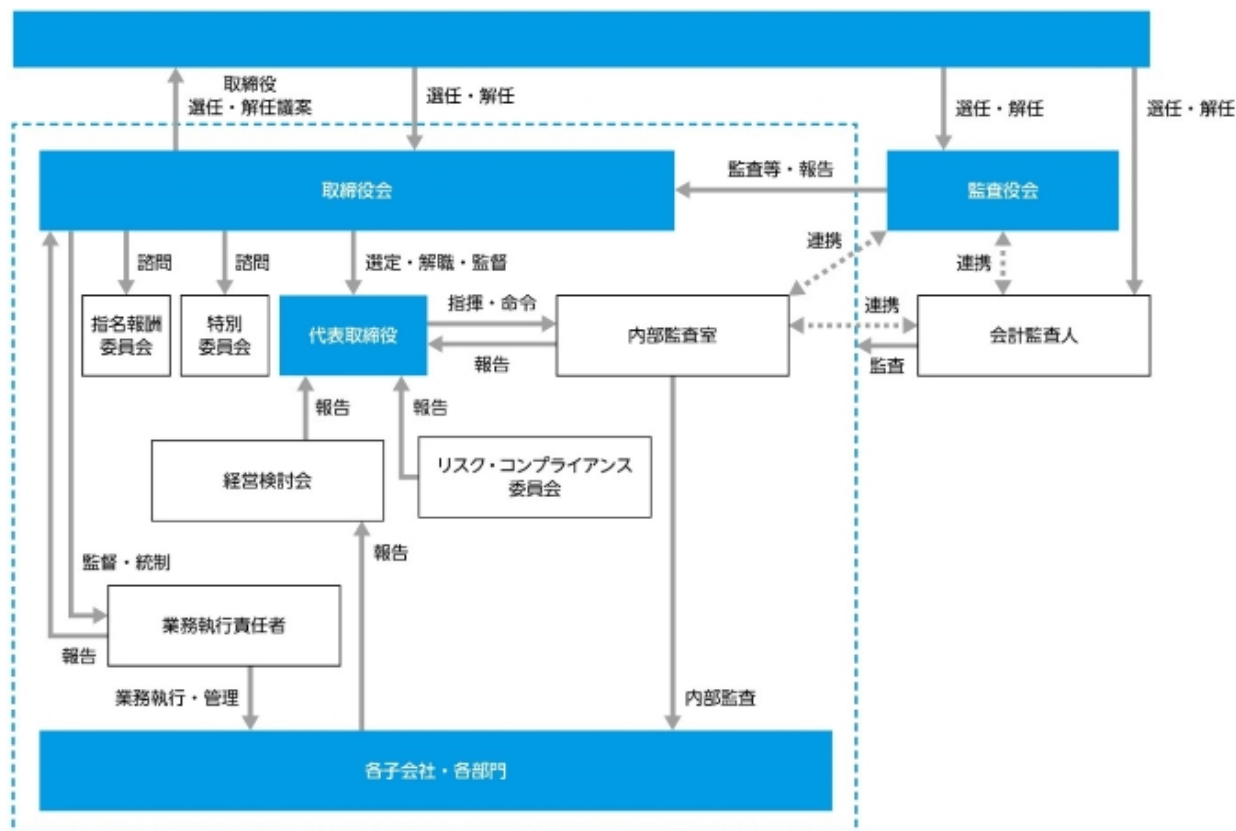 取締役
選任・解任議案
選任・解任
選任・解任
選任・解任
取締役会
監査等・報告
監査役会
諮問
諮問
選定・解職・監督
連携
連携
指名報酬
委員会
特別
委員会
代表取締役
指揮・命令
報告
内部監査室
連携
監査
会計監査人
報告
報告
経営検討会
リスク・コンプライアンス
委員会
報告
監督・統制
業務執行責任者
報告
業務執行・管理
内部監査
各子会社・各部門